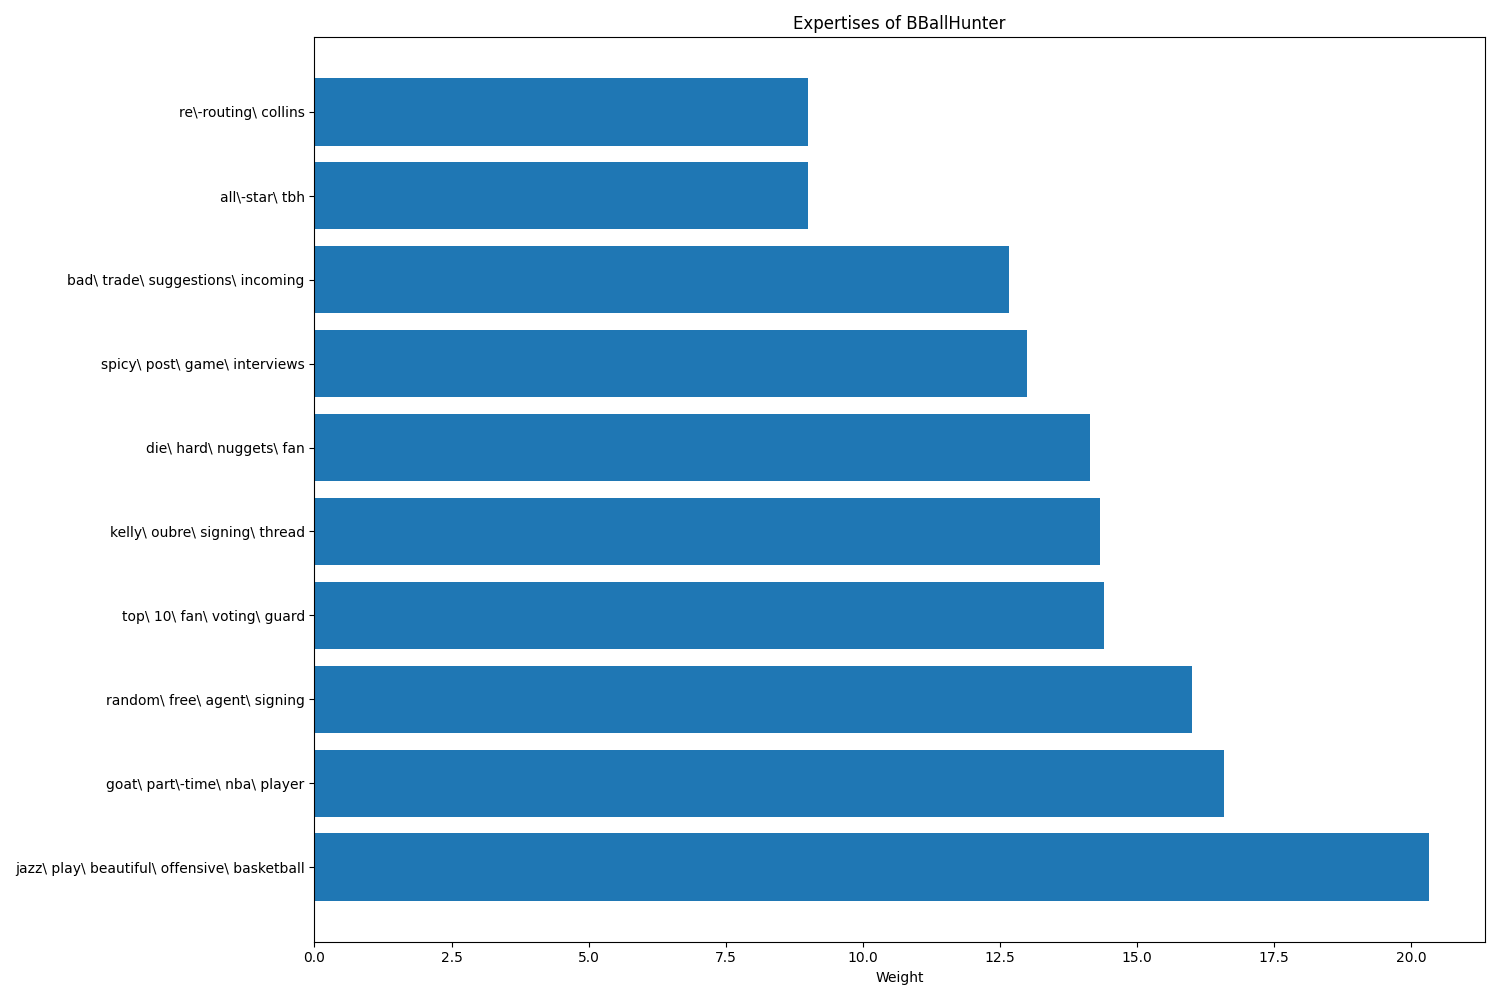 Expertises of BBallHunter
re\-routing\ collins
all\-star\ tbh
bad\ trade\ suggestions\ incoming
spicy\ post\ game\ interviews
die\ hard\ nuggets\ fan
kelly\ oubre\ signing\ thread
top\ 10\ fan\ voting\ guard
random\ free\ agent\ signing
goat\ part\-time\ nba\ player
jazz\ play\ beautiful\ offensive\ basketball
0.0 2.5 5.0 7.5 10.0 12.5 15.0 17.5 20.0
Weight